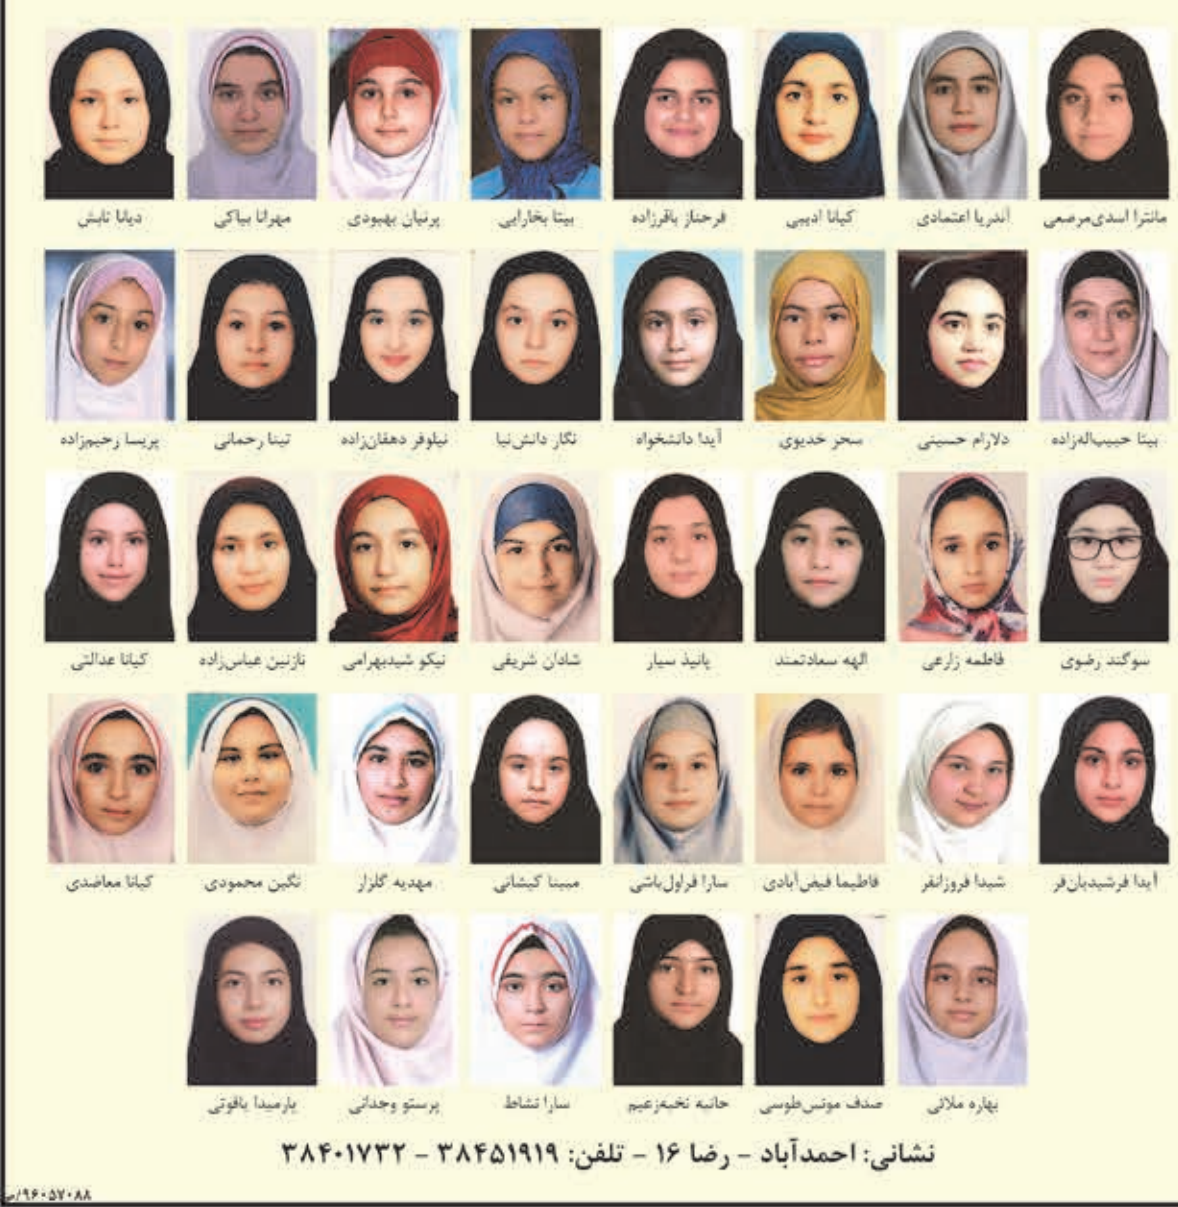 مانترا اسدی‌مرصعی آندریا اعتمادی کیانا ادیبی فرحناز باقرزاده بیتا بخارایی پرنیان بهبودی مهرانا بیاکی دیانا تابش
بیتا حبیب‌اله‌زاده دلارام حسینی سحر خدیوی آیدا دانشخواه نگار دانش‌نیا نیلوفر دهقان‌زاده تینا رحمانی پریسا رحیم‌زاده
سوگند رضوی فاطمه زارعی الهه سعادتمند پانیذ سیار شادان شریفی نیکو شیدبهرامی نازنین عباس‌زاده کیانا عدالتی
آیدا فرشیدیان‌فر شیدا فروزانفر فاطیما فیض‌آبادی سارا قراول‌باشی مبینا کیشانی مهدیه گلزار نگین محمودی کیانا معاضدی
بهاره ملائی صدف مونس‌طوسی حانیه نخبه‌زعیم سارا نشاط پرستو وجدانی پارمیدا یاقوتی
نشانی: احمدآباد - رضا ۱۶ - تلفن: ۳۸۴۵۱۹۱۹ - ۳۸۴۰۱۷۳۲
۹۶۰۵۷۰۸۸/م